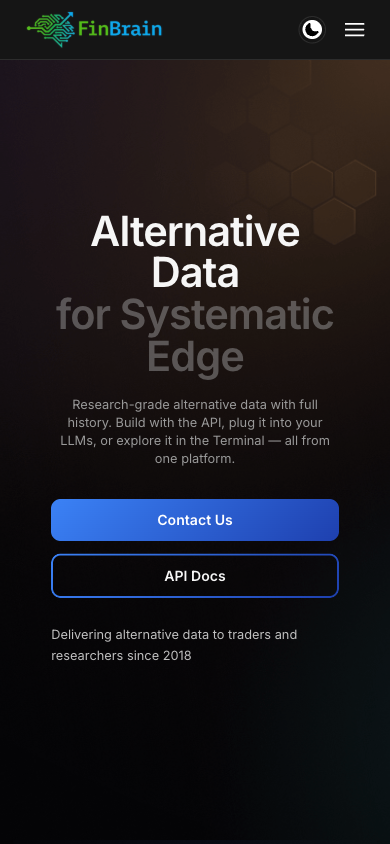 FinBrain
Alternative
Data
for Systematic
Edge
Research-grade alternative data with full
history. Build with the API, plug it into your
LLMs, or explore it in the Terminal — all from
one platform.
Contact Us
API Docs
Delivering alternative data to traders and
researchers since 2018